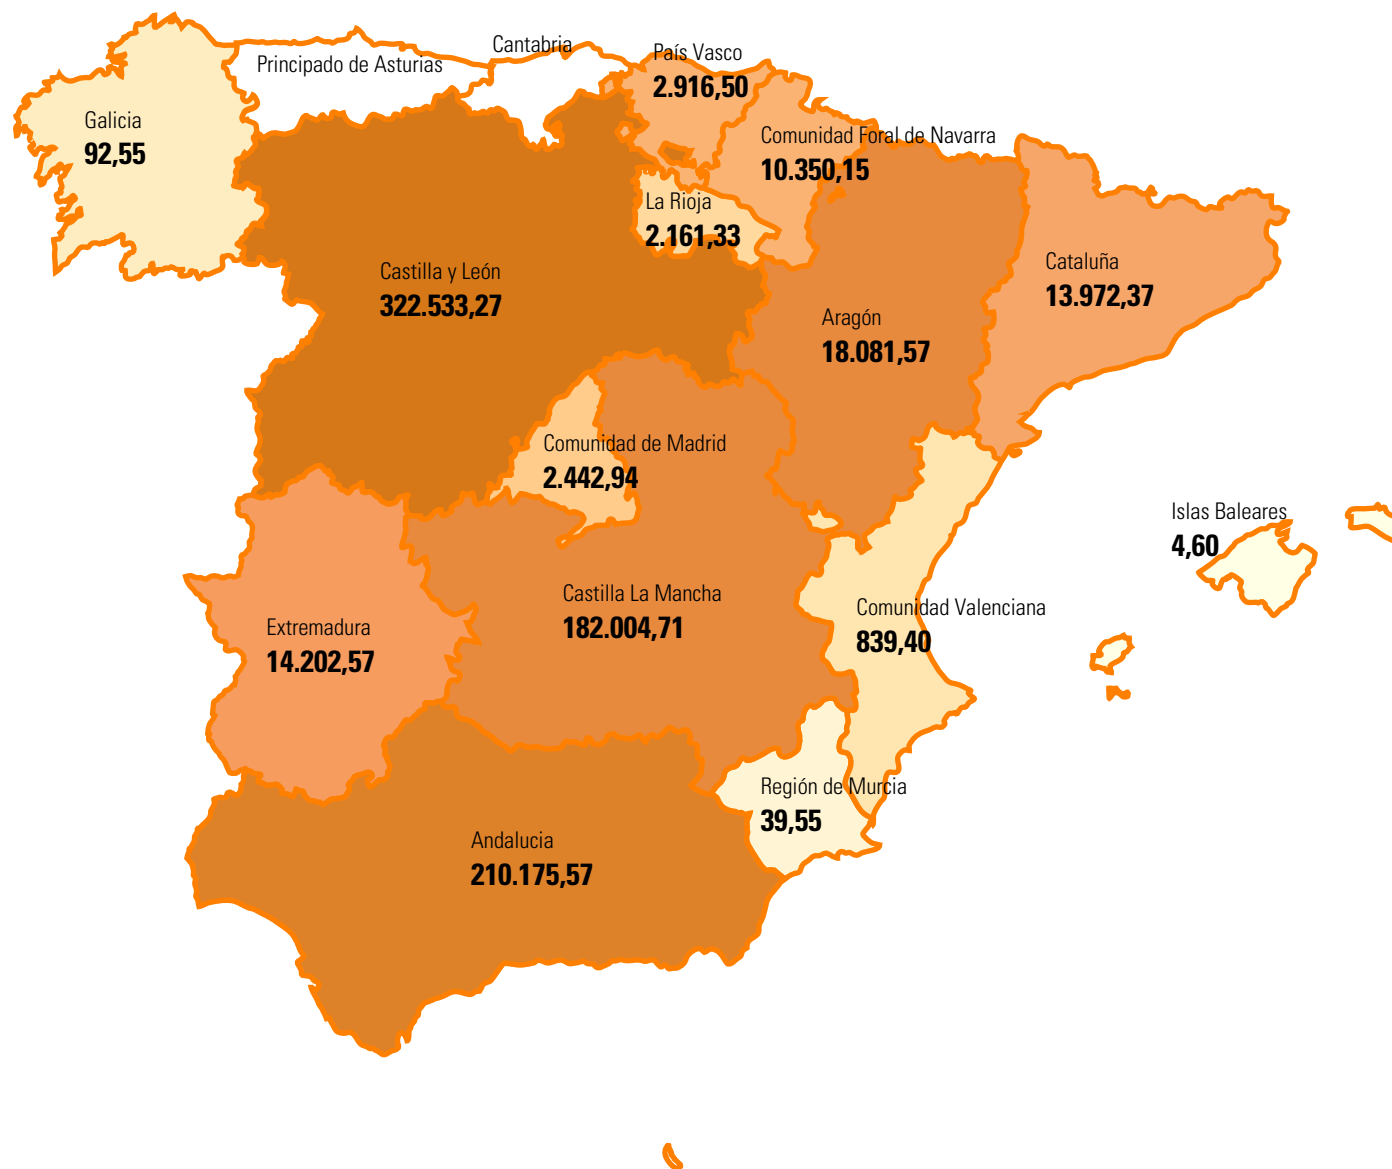 Cantabria
País Vasco
2.916,50
Principado de Asturias
Galicia
92,55
Comunidad Foral de Navarra
10.350,15
La Rioja
2.161,33
Castilla y León
322.533,27
Cataluña
13.972,37
Aragón
18.081,57
Comunidad de Madrid
2.442,94
Islas Baleares
4,60
Castilla La Mancha
182.004,71
Comunidad Valenciana
839,40
Extremadura
14.202,57
Región de Murcia
39,55
Andalucia
210.175,57